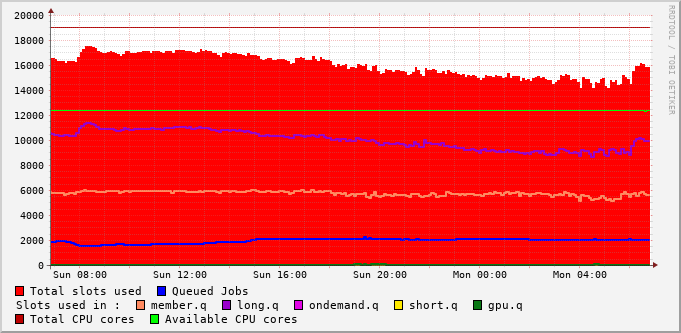 20000
18000
16000
14000
12000
10000
8000
6000
4000
2000
0
Sun 08:00 Sun 12:00 Sun 16:00 Sun 20:00 Mon 00:00 Mon 04:00
RRDTOOL / TOBI OETIKER
Total slots used Queued Jobs
Slots used in : member.q long.q ondemand.q short.q gpu.q
Total CPU cores Available CPU cores